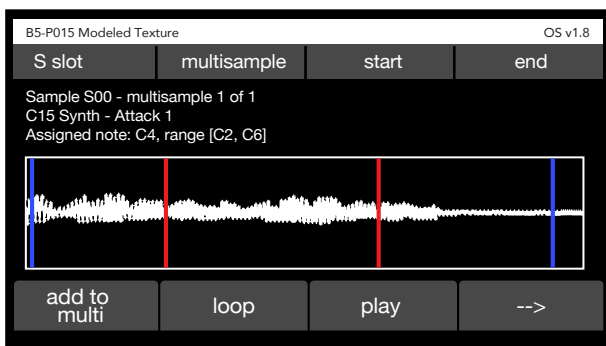 B5-P015 Modeled Texture OS v1.8
S slot multisample start end
Sample S00 - multisample 1 of 1
C15 Synth - Attack 1
Assigned note: C4, range [C2, C6]
add to
multi
loop play -->